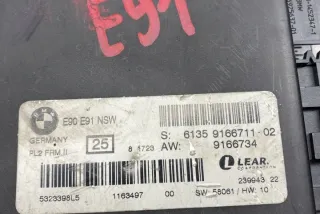 E91
E90 E91 NSW
S: 6135 9166711-02
GERMANY
25
8 1723
AW: 9166734
PL2 FRM II
LEAR.
239943 22
5323398L5
1163497 00
SW: 58061 / HW: 10